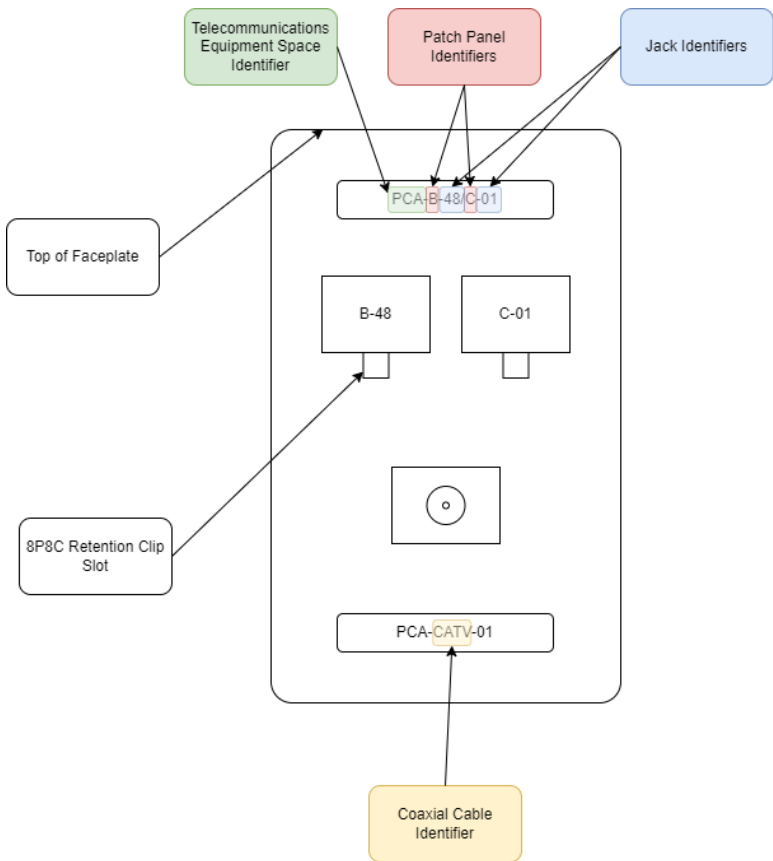 Telecommunications
Equipment Space
Identifier
Patch Panel
Identifiers
Jack Identifiers
PCA-B-48/C-01
Top of Faceplate
B-48
C-01
8P8C Retention Clip
Slot
PCA-CATV-01
Coaxial Cable
Identifier